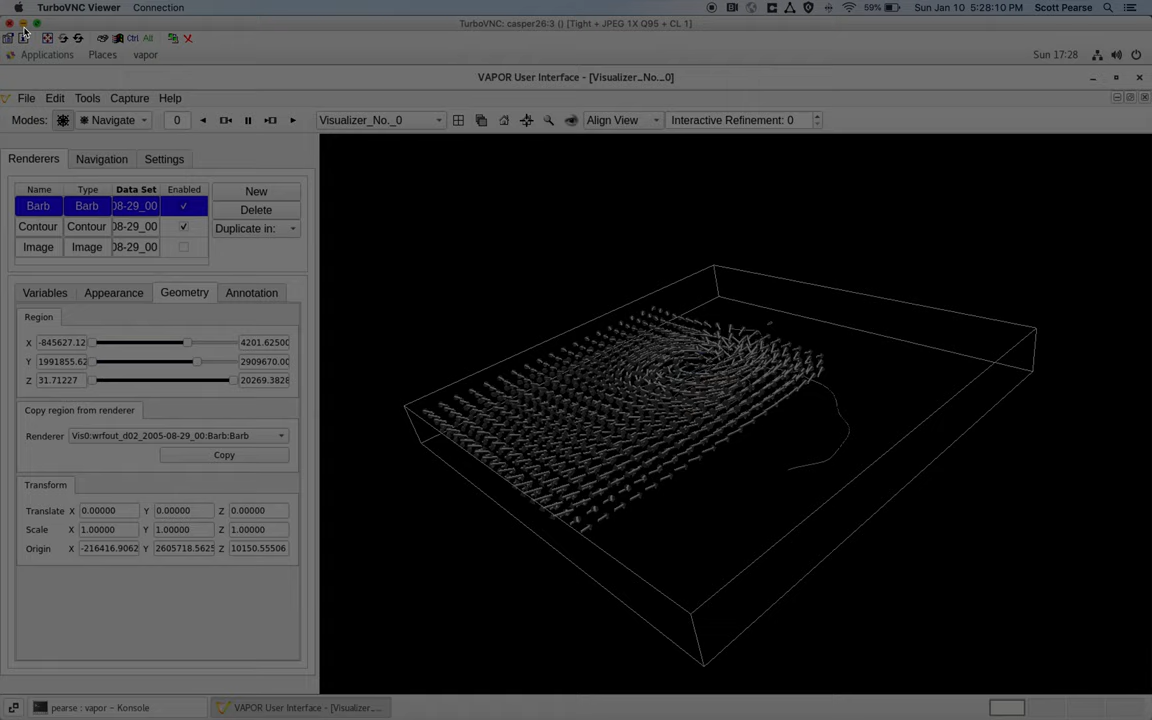 TurboVNC Viewer Connection 59% Sun Jan 10 5:28:10 PM Scott Pearse
TurboVNC: casper26:3 () [Tight + JPEG 1X Q95 + CL 1]
Ctrl Alt
Applications Places vapor Sun 17:28
VAPOR User Interface - [Visualizer_No._0]
File Edit Tools Capture Help
Modes: Navigate 0 Visualizer_No._0 Align View Interactive Refinement: 0
Renderers Navigation Settings
Name Type Data Set Enabled New
Barb Barb 08-29_00 Delete
Contour Contour 08-29_00 Duplicate in:
Image Image 08-29_00
Variables Appearance Geometry Annotation
Region
X -845627.12 4201.62500
Y 1991855.62 2909670.00
Z 31.71227 20269.3828
Copy region from renderer
Renderer Vis0:wrfout_d02_2005-08-29_00:Barb:Barb
Copy
Transform
Translate X 0.00000 Y 0.00000 Z 0.00000
Scale X 1.00000 Y 1.00000 Z 1.00000
Origin X -216416.9062 Y 2605718.5625 Z 10150.55506
pearse : vapor – Konsole VAPOR User Interface - [Visualizer_...